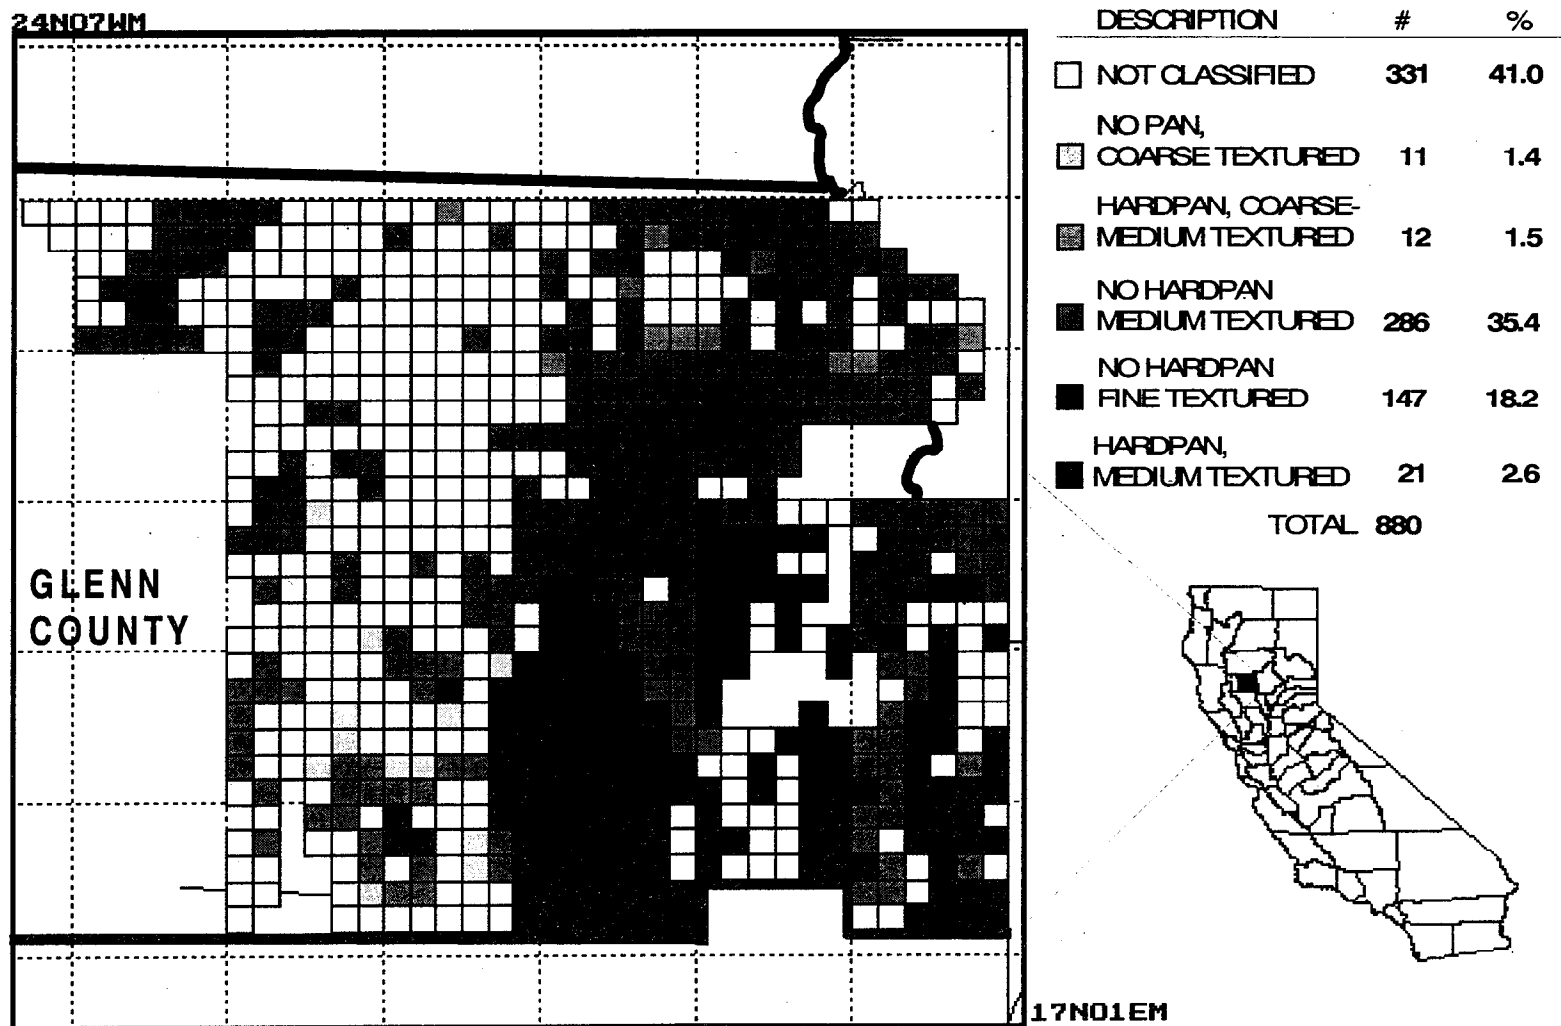 24N07WM
DESCRIPTION # %
NOT CLASSIFIED 331 41.0
NO PAN,
COARSE TEXTURED 11 1.4
HARDPAN, COARSE-
MEDIUM TEXTURED 12 1.5
NO HARDPAN
MEDIUM TEXTURED 286 35.4
NO HARDPAN
FINE TEXTURED 147 18.2
HARDPAN,
MEDIUM TEXTURED 21 2.6
TOTAL 880
GLENN
COUNTY
17N01EM